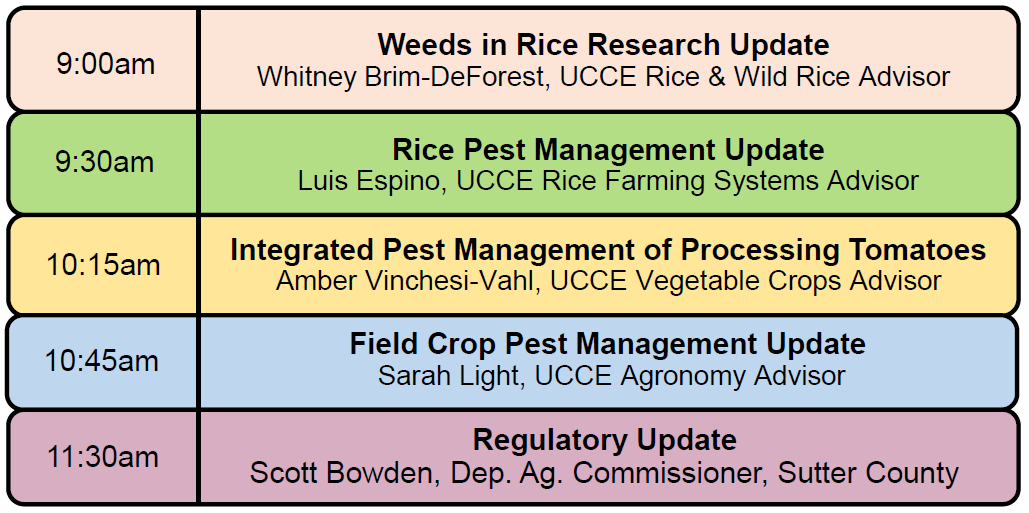 9:00am
Weeds in Rice Research Update
Whitney Brim-DeForest, UCCE Rice & Wild Rice Advisor
9:30am
Rice Pest Management Update
Luis Espino, UCCE Rice Farming Systems Advisor
10:15am
Integrated Pest Management of Processing Tomatoes
Amber Vinchesi-Vahl, UCCE Vegetable Crops Advisor
10:45am
Field Crop Pest Management Update
Sarah Light, UCCE Agronomy Advisor
11:30am
Regulatory Update
Scott Bowden, Dep. Ag. Commissioner, Sutter County